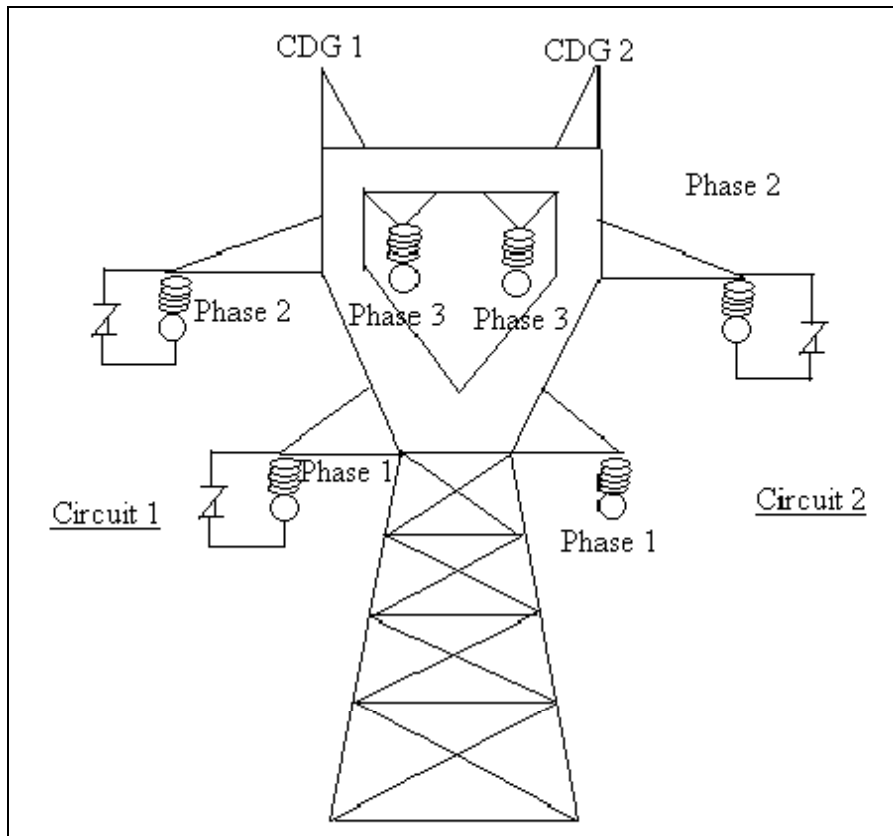 CDG 1
CDG 2
Phase 2
Phase 2
Phase 3
Phase 3
Phase 1
Circuit 1
Circuit 2
Phase 1